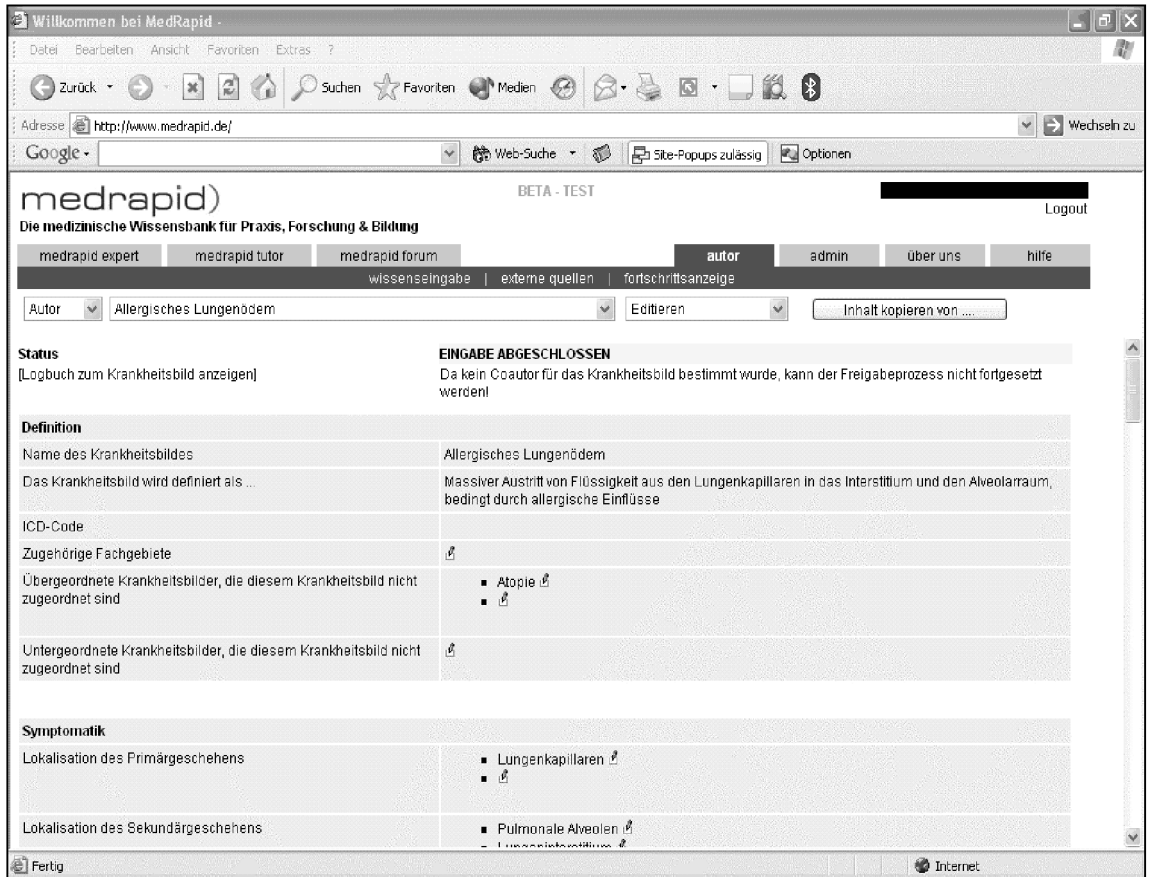 Willkommen bei MedRapid -
Datei Bearbeiten Ansicht Favoriten Extras ?
Zurück Suchen Favoriten Medien
Adresse http://www.medrapid.de/ Wechseln zu
Google Web-Suche Site-Popups zulässig Optionen
medrapid) BETA - TEST
Logout
Die medizinische Wissensbank für Praxis, Forschung & Bildung
medrapid expert medrapid tutor medrapid forum autor admin über uns hilfe
wissenseingabe | externe quellen | fortschrittsanzeige
Autor Allergisches Lungenödem Editieren Inhalt kopieren von ....
Status EINGABE ABGESCHLOSSEN
[Logbuch zum Krankheitsbild anzeigen] Da kein Coautor für das Krankheitsbild bestimmt wurde, kann der Freigabeprozess nicht fortgesetzt
werden!
Definition
Name des Krankheitsbildes Allergisches Lungenödem
Das Krankheitsbild wird definiert als ... Massiver Austritt von Flüssigkeit aus den Lungenkapillaren in das Interstitium und den Alveolarraum,
bedingt durch allergische Einflüsse
ICD-Code
Zugehörige Fachgebiete
Übergeordnete Krankheitsbilder, die diesem Krankheitsbild nicht Atopie
zugeordnet sind
Untergeordnete Krankheitsbilder, die diesem Krankheitsbild nicht
zugeordnet sind
Symptomatik
Lokalisation des Primärgeschehens Lungenkapillaren
Lokalisation des Sekundärgeschehens Pulmonale Alveolen
Lungeninterstitium
Fertig Internet